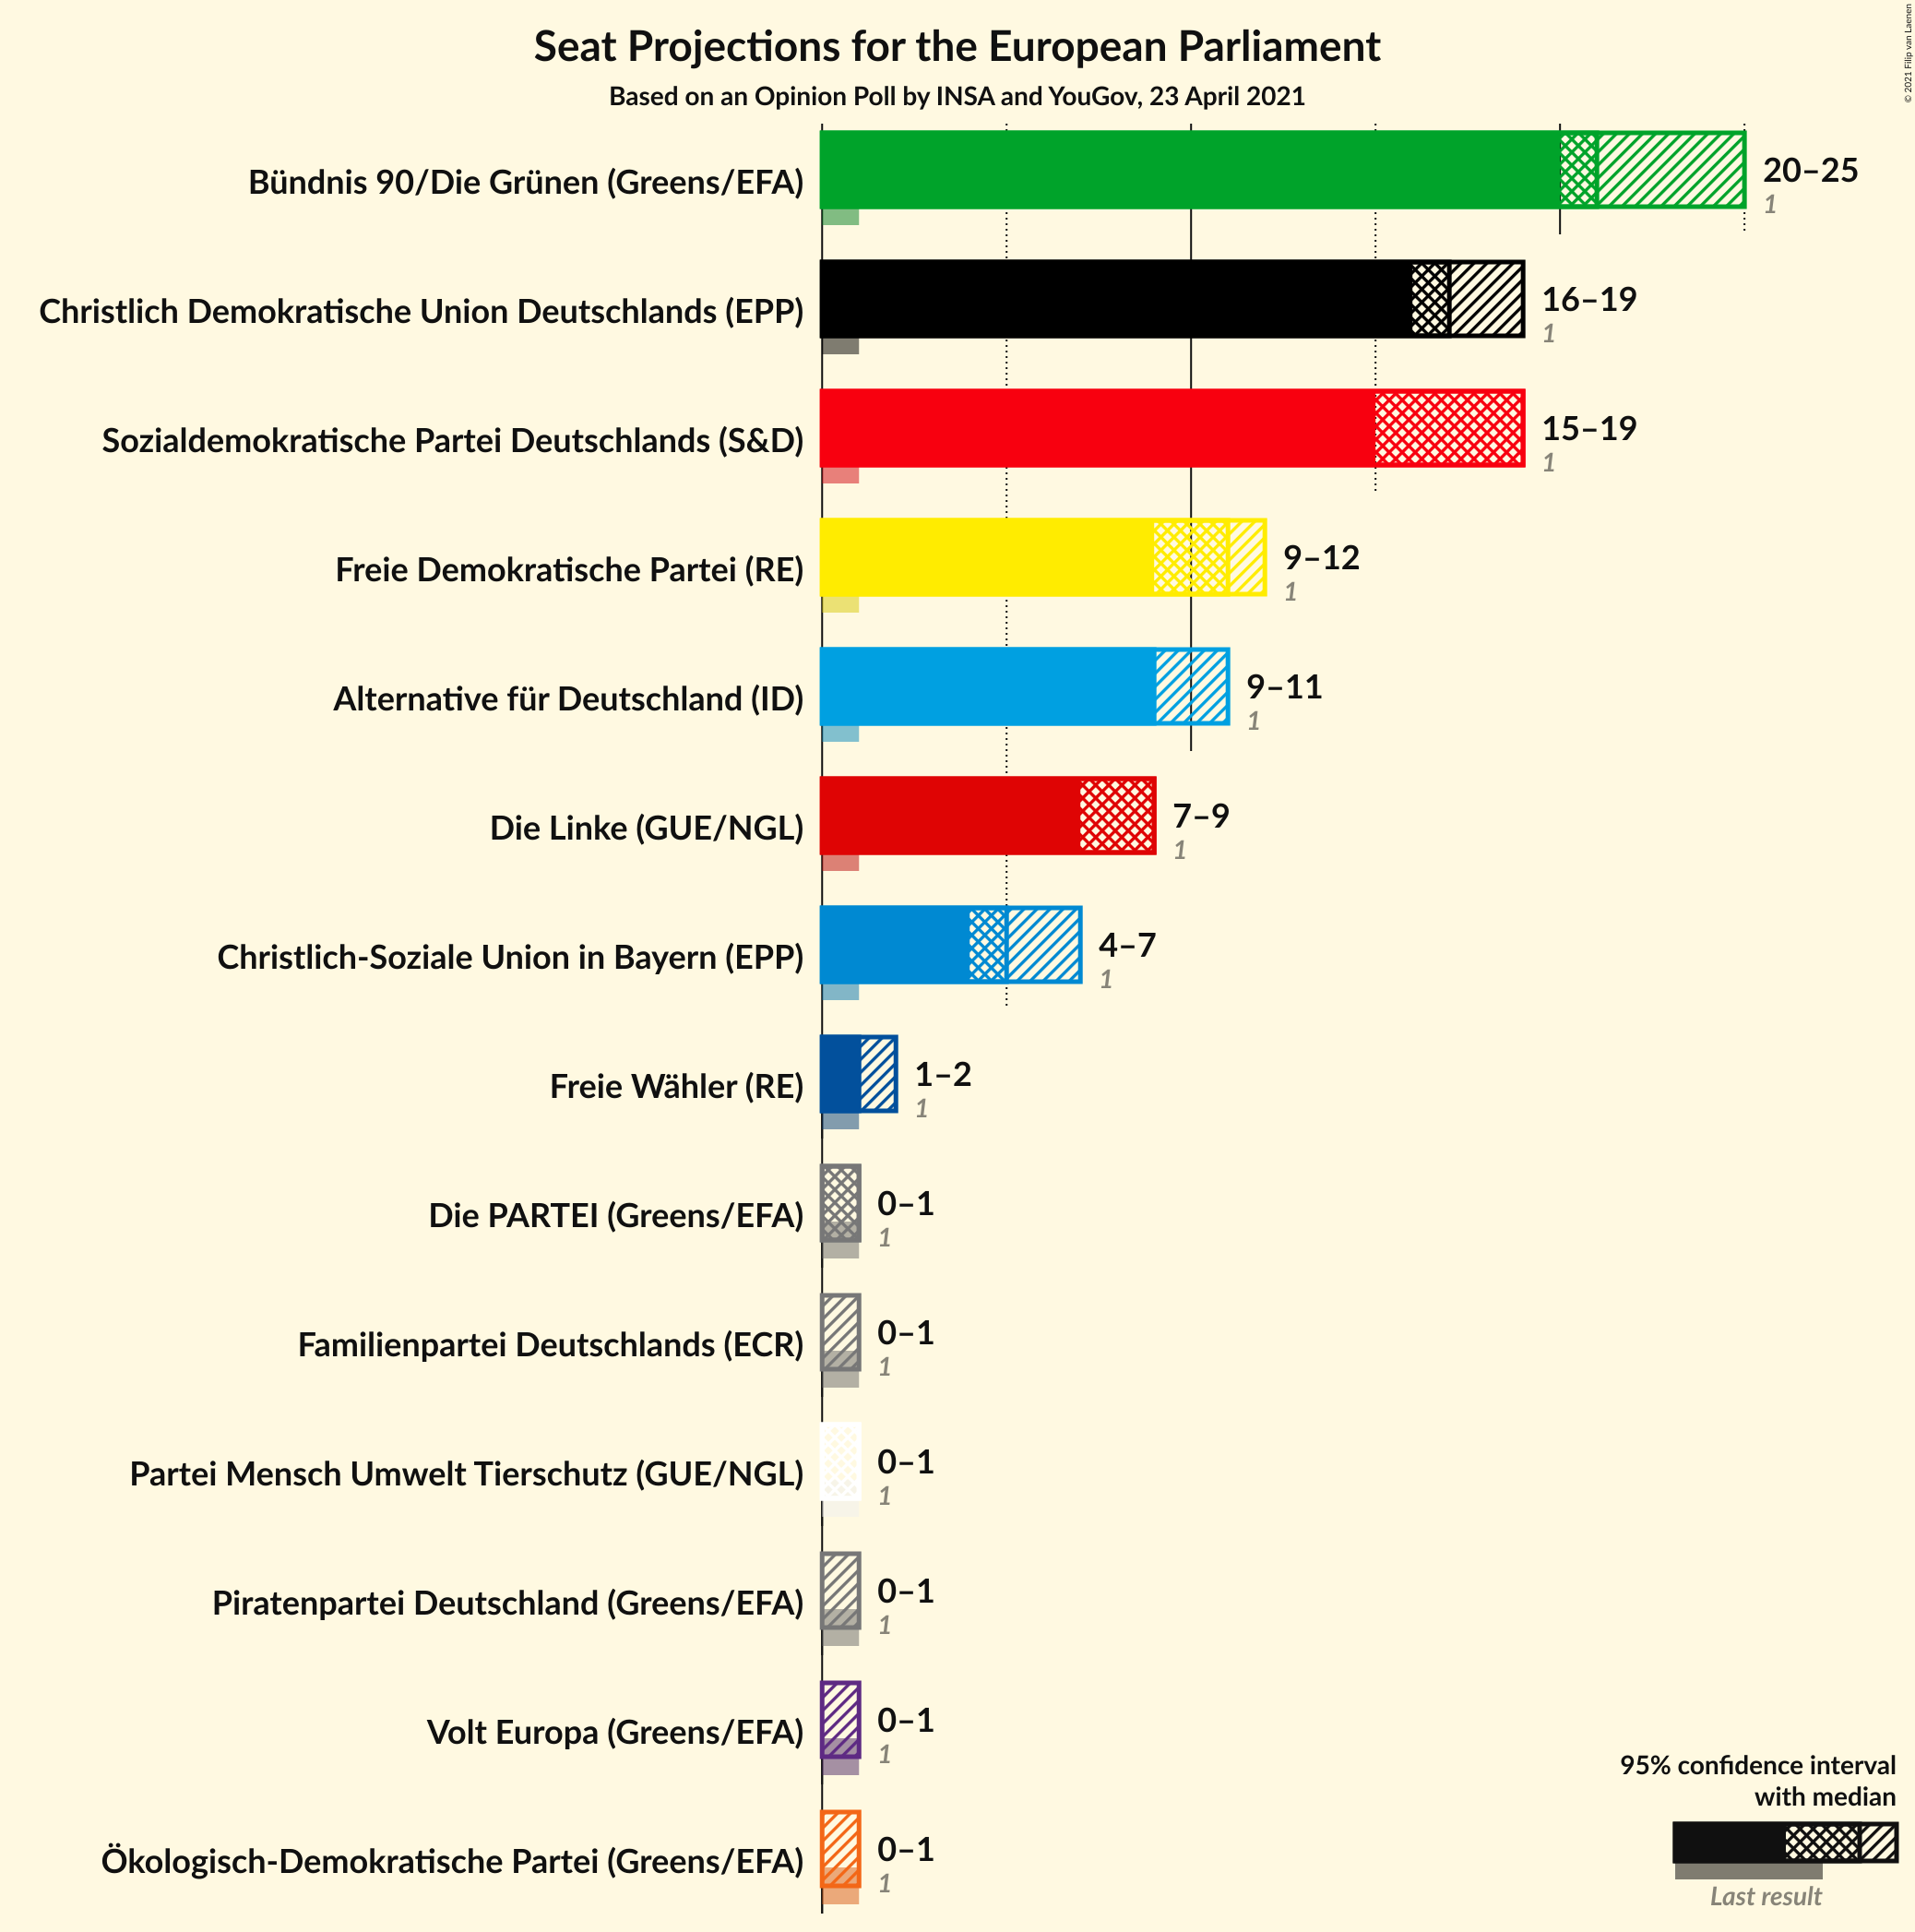 Seat Projections for the European Parliament
Based on an Opinion Poll by INSA and YouGov, 23 April 2021
© 2021 Filip van Laenen
Bündnis 90/Die Grünen (Greens/EFA)
20–25
1
Christlich Demokratische Union Deutschlands (EPP)
16–19
1
Sozialdemokratische Partei Deutschlands (S&D)
15–19
1
Freie Demokratische Partei (RE)
9–12
1
Alternative für Deutschland (ID)
9–11
1
Die Linke (GUE/NGL)
7–9
1
Christlich-Soziale Union in Bayern (EPP)
4–7
1
Freie Wähler (RE)
1–2
1
Die PARTEI (Greens/EFA)
0–1
1
Familienpartei Deutschlands (ECR)
0–1
1
Partei Mensch Umwelt Tierschutz (GUE/NGL)
0–1
1
Piratenpartei Deutschland (Greens/EFA)
0–1
1
Volt Europa (Greens/EFA)
0–1
1
Ökologisch-Demokratische Partei (Greens/EFA)
0–1
1
95% confidence interval
with median
Last result